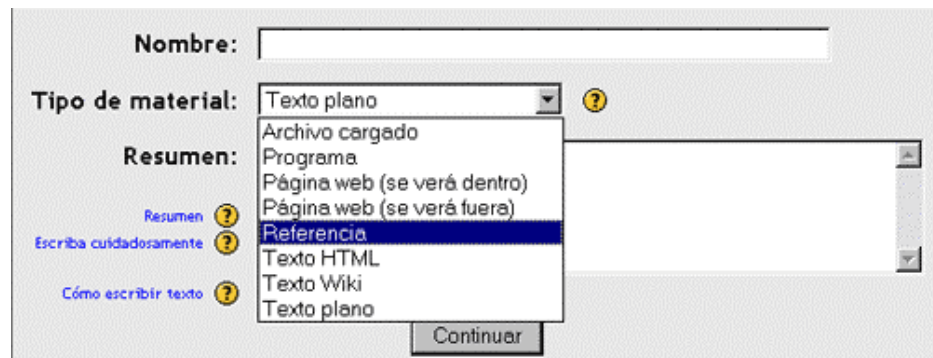 Nombre:
Tipo de material: Texto plano ?
Archivo cargado
Resumen: Programa
Página web (se verá dentro)
Resumen ? Página web (se verá fuera)
Escriba cuidadosamente ? Referencia
Texto HTML
Cómo escribir texto ? Texto Wiki
Texto plano
Continuar